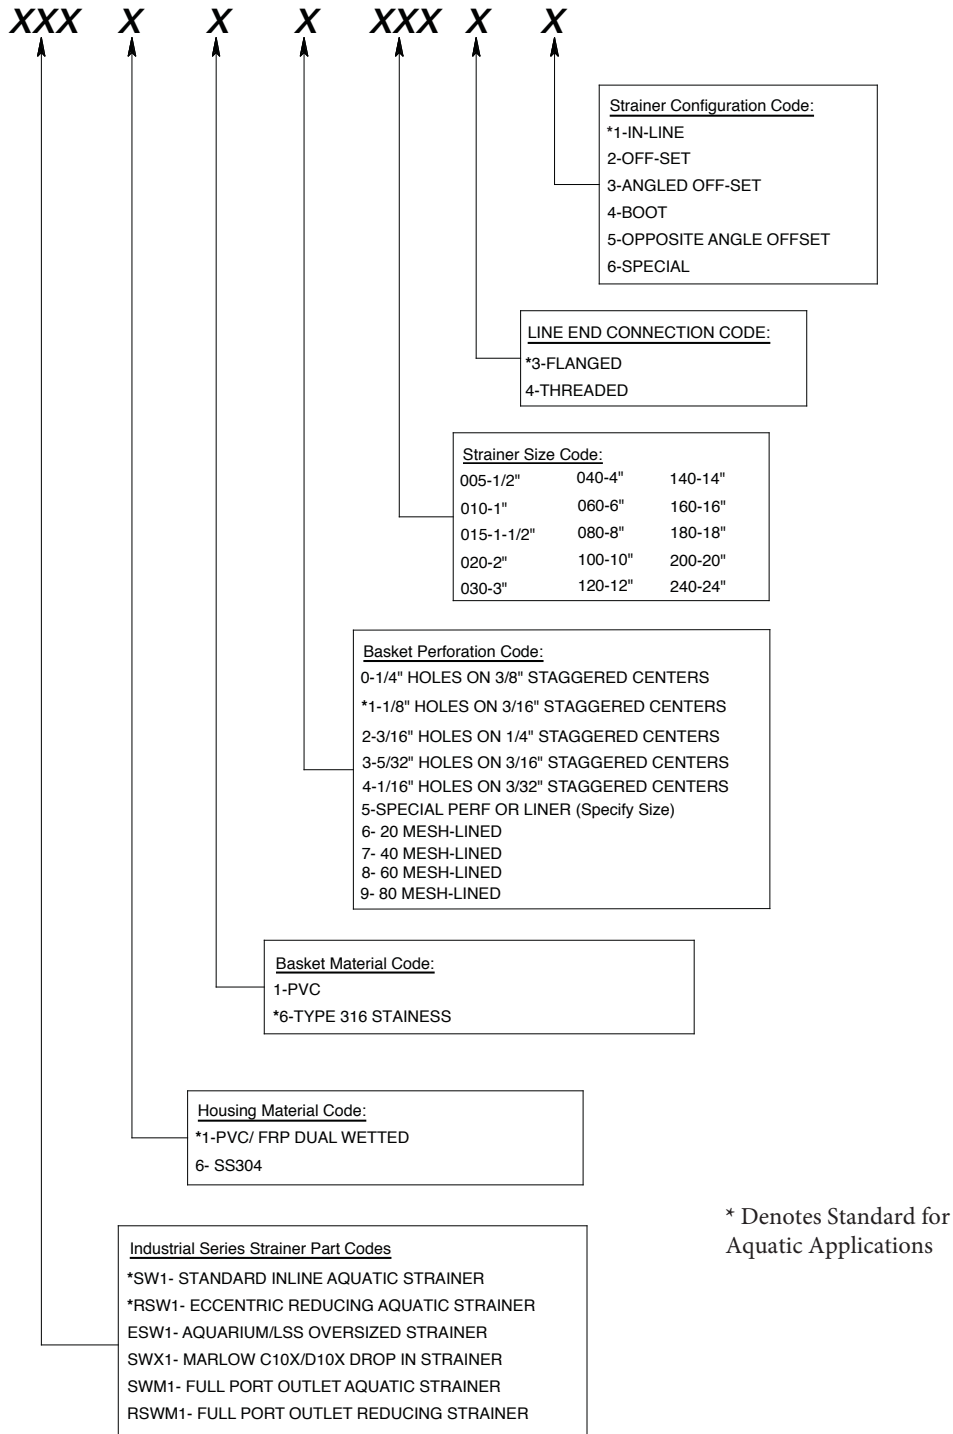 XXX X X X XXX X X
Strainer Configuration Code:
*1-IN-LINE
2-OFF-SET
3-ANGLED OFF-SET
4-BOOT
5-OPPOSITE ANGLE OFFSET
6-SPECIAL
LINE END CONNECTION CODE:
*3-FLANGED
4-THREADED
Strainer Size Code:
005-1/2" 040-4" 140-14"
010-1" 060-6" 160-16"
015-1-1/2" 080-8" 180-18"
020-2" 100-10" 200-20"
030-3" 120-12" 240-24"
Basket Perforation Code:
0-1/4" HOLES ON 3/8" STAGGERED CENTERS
*1-1/8" HOLES ON 3/16" STAGGERED CENTERS
2-3/16" HOLES ON 1/4" STAGGERED CENTERS
3-5/32" HOLES ON 3/16" STAGGERED CENTERS
4-1/16" HOLES ON 3/32" STAGGERED CENTERS
5-SPECIAL PERF OR LINER (Specify Size)
6- 20 MESH-LINED
7- 40 MESH-LINED
8- 60 MESH-LINED
9- 80 MESH-LINED
Basket Material Code:
1-PVC
*6-TYPE 316 STAINESS
Housing Material Code:
*1-PVC/ FRP DUAL WETTED
6- SS304
* Denotes Standard for
Aquatic Applications
Industrial Series Strainer Part Codes
*SW1- STANDARD INLINE AQUATIC STRAINER
*RSW1- ECCENTRIC REDUCING AQUATIC STRAINER
ESW1- AQUARIUM/LSS OVERSIZED STRAINER
SWX1- MARLOW C10X/D10X DROP IN STRAINER
SWM1- FULL PORT OUTLET AQUATIC STRAINER
RSWM1- FULL PORT OUTLET REDUCING STRAINER